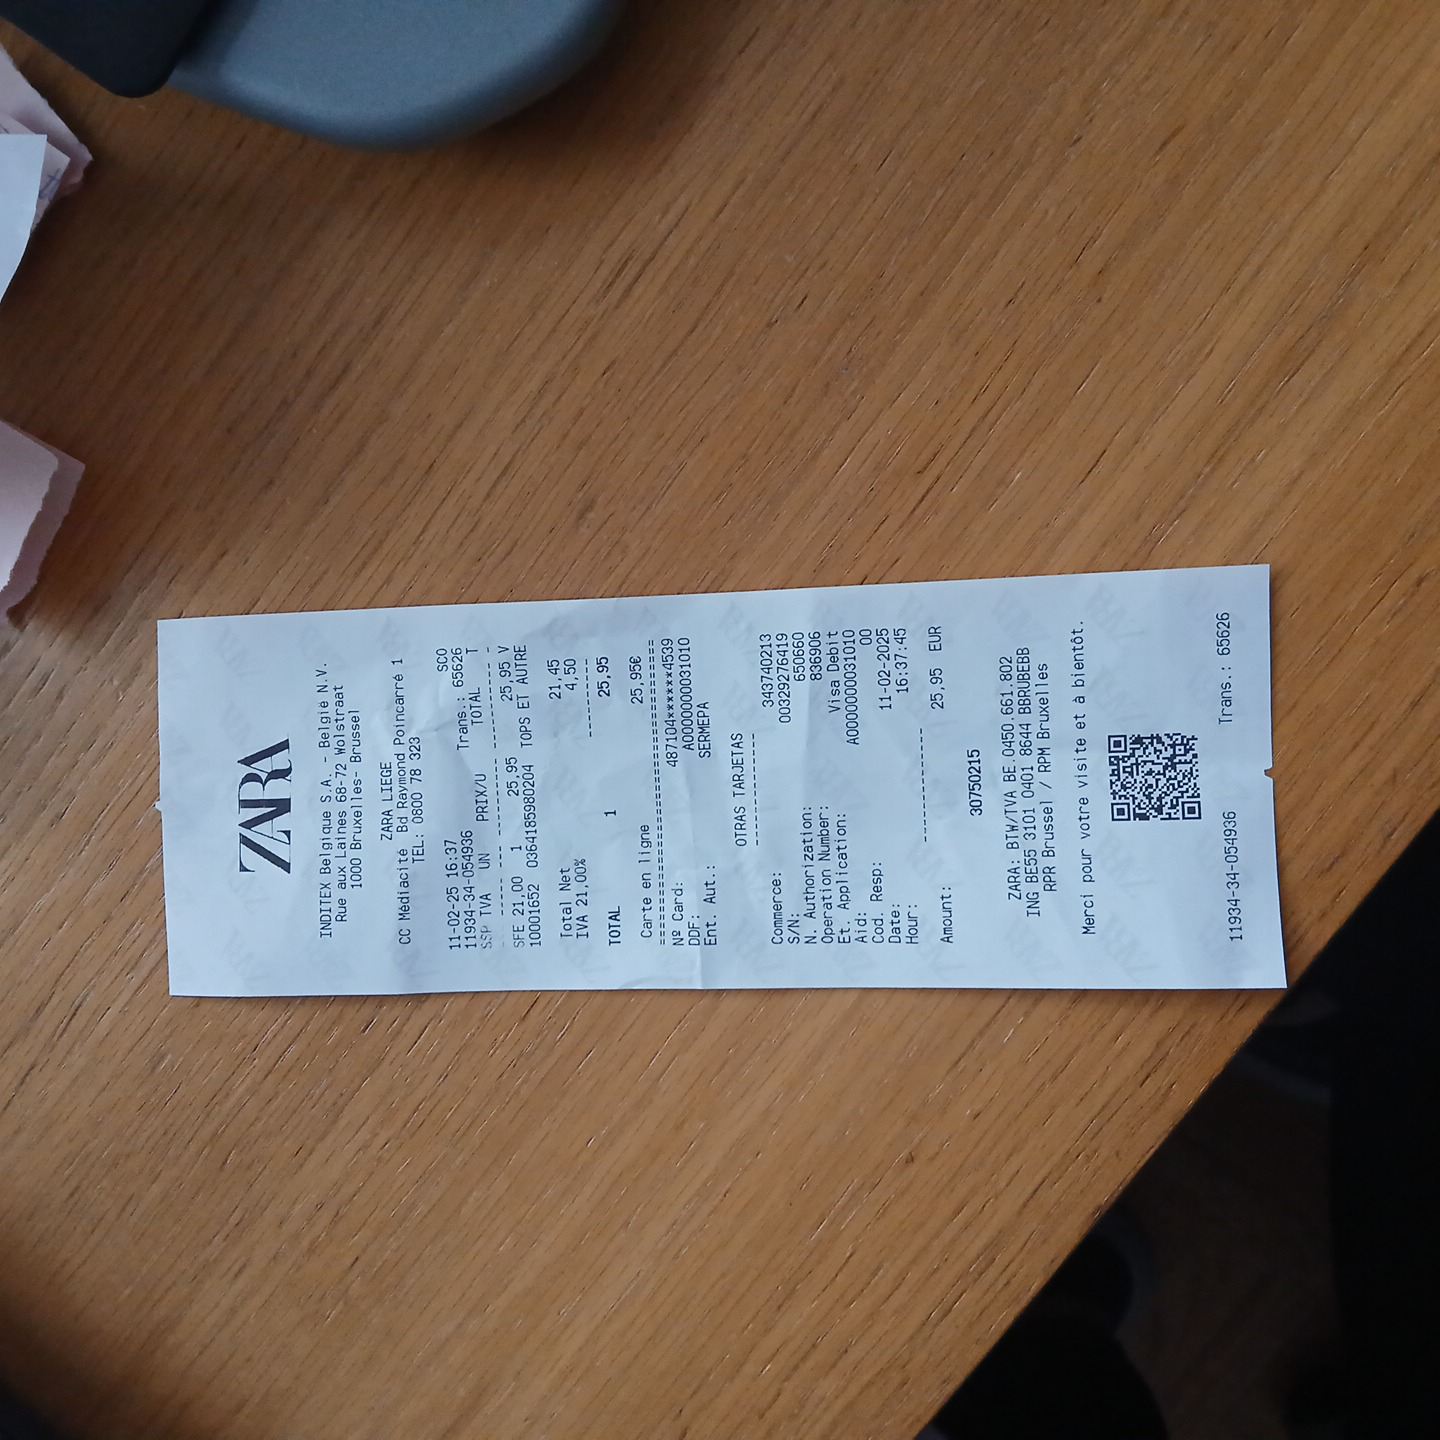 ZARA
INDITEX Belgique S.A. - België N.V.
Rue aux Laines 68-72 Wolstraat
1000 Bruxelles- Brussel
ZARA LIEGE
CC Médiacité Bd Raymond Poincarré 1
TEL: 0800 78 323
SCO
11-02-25 16:37
11934-34-054936 Trans.: 65626
SSP TVA UN PRIX/U TOTAL T
SFE 21,00 1 25,95 25,95 V
10001652 03641859802​04 TOPS ET AUTRE
Total Net 21,45
IVA 21,00% 4,50
TOTAL 1 25,95
Carte en ligne 25,95€
Nº Card: 487104******4539
DDF: A0000000031010
Ent. Aut.: SERMEPA
OTRAS TARJETAS
Commerce: 343740213
S/N: 00329276419
N. Authorization: 650660
Operation Number: 836906
Et. Application: Visa Debit
Aid: A0000000031010
Cod. Resp: 00
Date: 11-02-2025
Hour: 16:37:45
Amount: 25,95 EUR
30750215
ZARA: BTW/TVA BE.0450.661.802
ING BE55 3101 0401 8644 BBRUBEBB
RPR Brussel / RPM Bruxelles
Merci pour votre visite et à bientôt.
11934-34-054936 Trans.: 65626